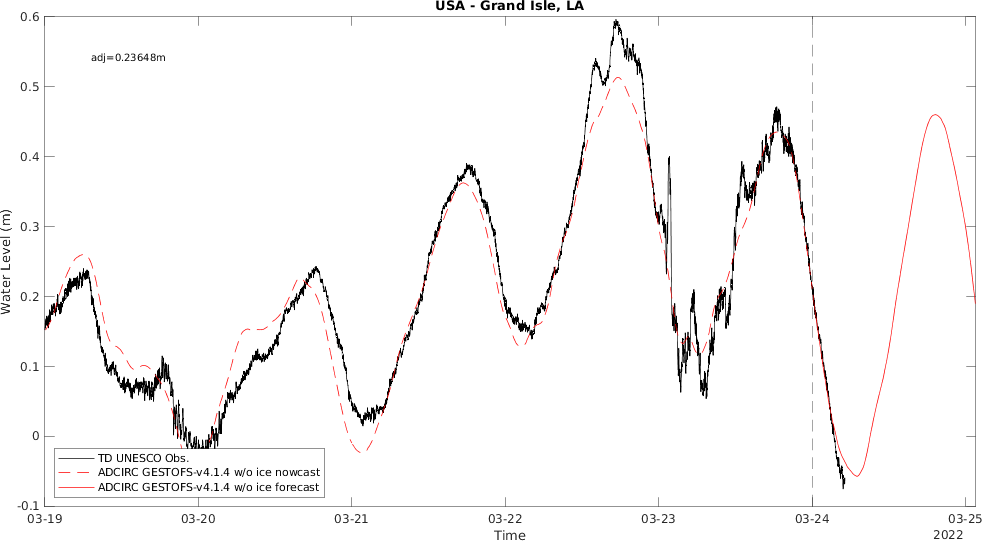 USA - Grand Isle, LA
adj=0.23648m
0.6
0.5
0.4
0.3
0.2
0.1
0
-0.1
Water Level (m)
TD UNESCO Obs.
ADCIRC GESTOFS-v4.1.4 w/o ice nowcast
ADCIRC GESTOFS-v4.1.4 w/o ice forecast
03-19 03-20 03-21 03-22 03-23 03-24 03-25
Time
2022